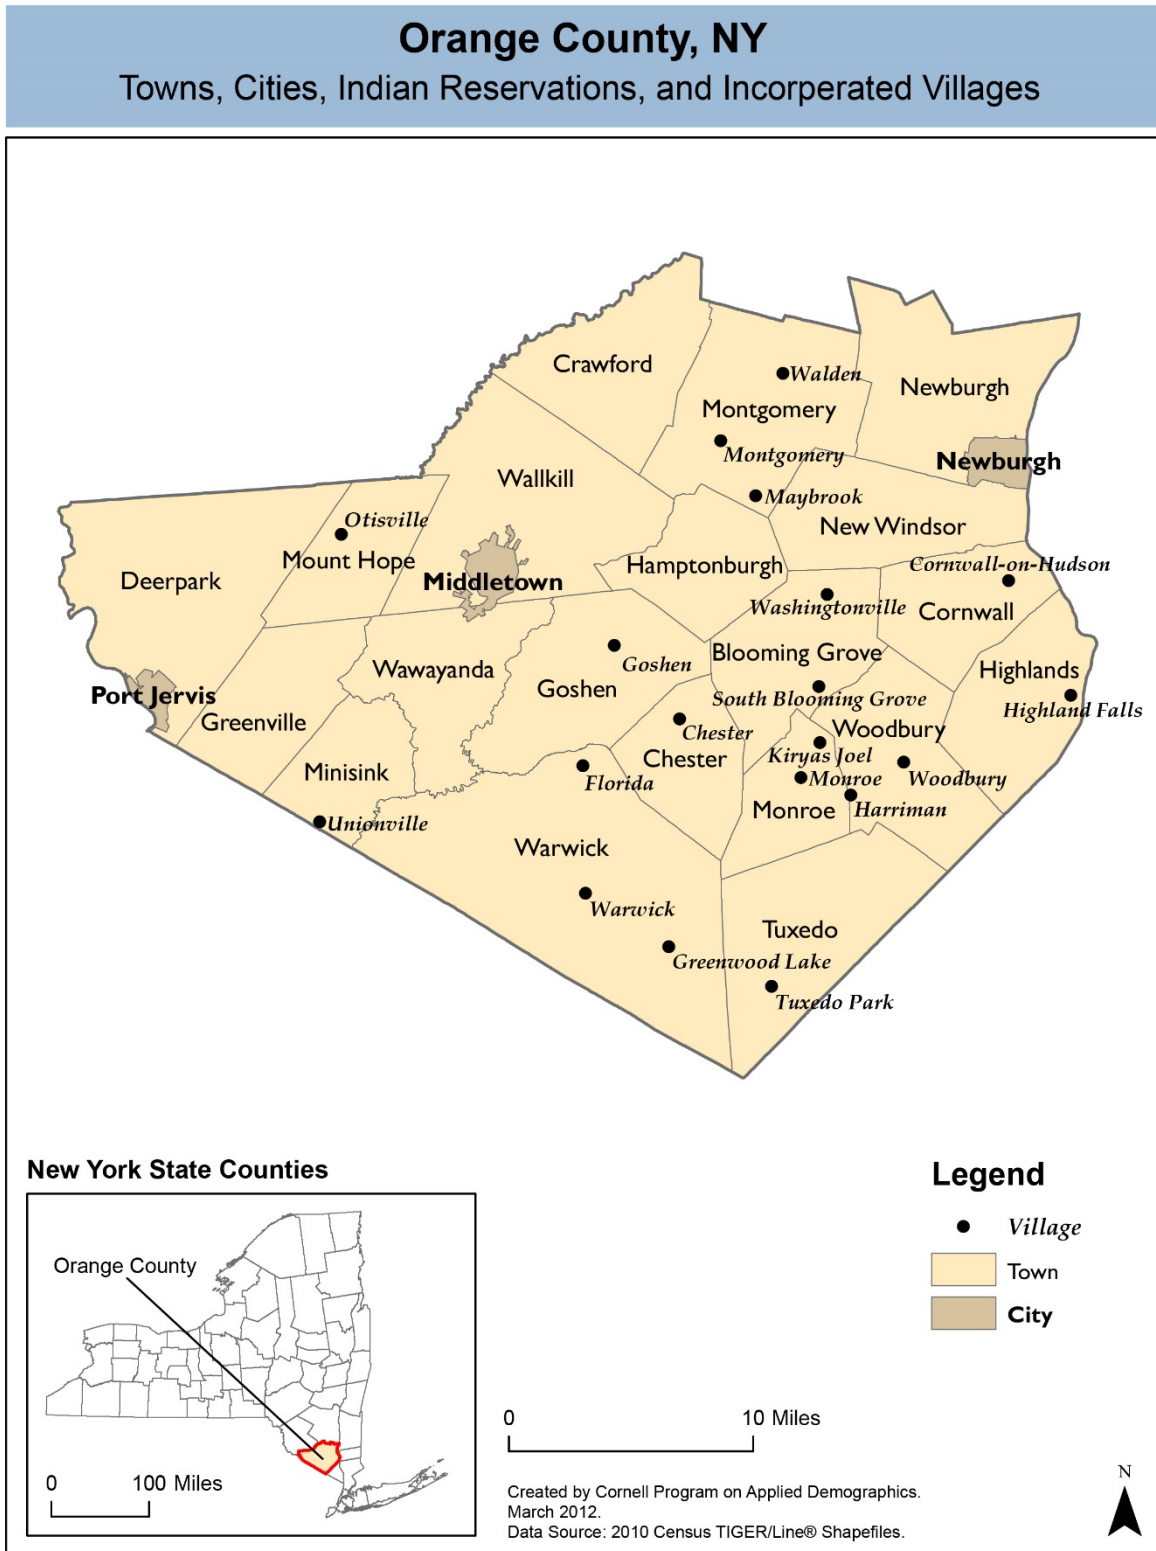 Orange County, NY
Towns, Cities, Indian Reservations, and Incorperated Villages
Crawford
Walden
Newburgh
Montgomery
Montgomery
Newburgh
Wallkill
Maybrook
Otisville
New Windsor
Mount Hope
Hamptonburgh
Cornwall-on-Hudson
Deerpark
Middletown
Washingtonville
Cornwall
Wawayanda
Goshen
Blooming Grove
Highlands
Port Jervis
Goshen
South Blooming Grove
Highland Falls
Greenville
Chester
Woodbury
Chester
Kiryas Joel
Minisink
Florida
Monroe
Woodbury
Monroe
Harriman
Unionville
Warwick
Warwick
Tuxedo
Greenwood Lake
Tuxedo Park
New York State Counties
Orange County
0
100 Miles
Legend
Village
Town
City
0
10 Miles
Created by Cornell Program on Applied Demographics.
March 2012.
Data Source: 2010 Census TIGER/Line® Shapefiles.
N